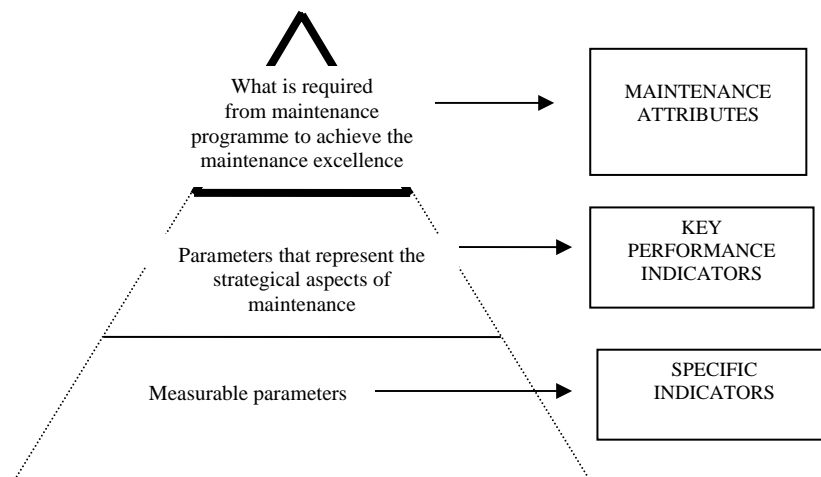 What is required
from maintenance
programme to achieve the
maintenance excellence
MAINTENANCE
ATTRIBUTES
Parameters that represent the
strategical aspects of
maintenance
KEY
PERFORMANCE
INDICATORS
Measurable parameters
SPECIFIC
INDICATORS